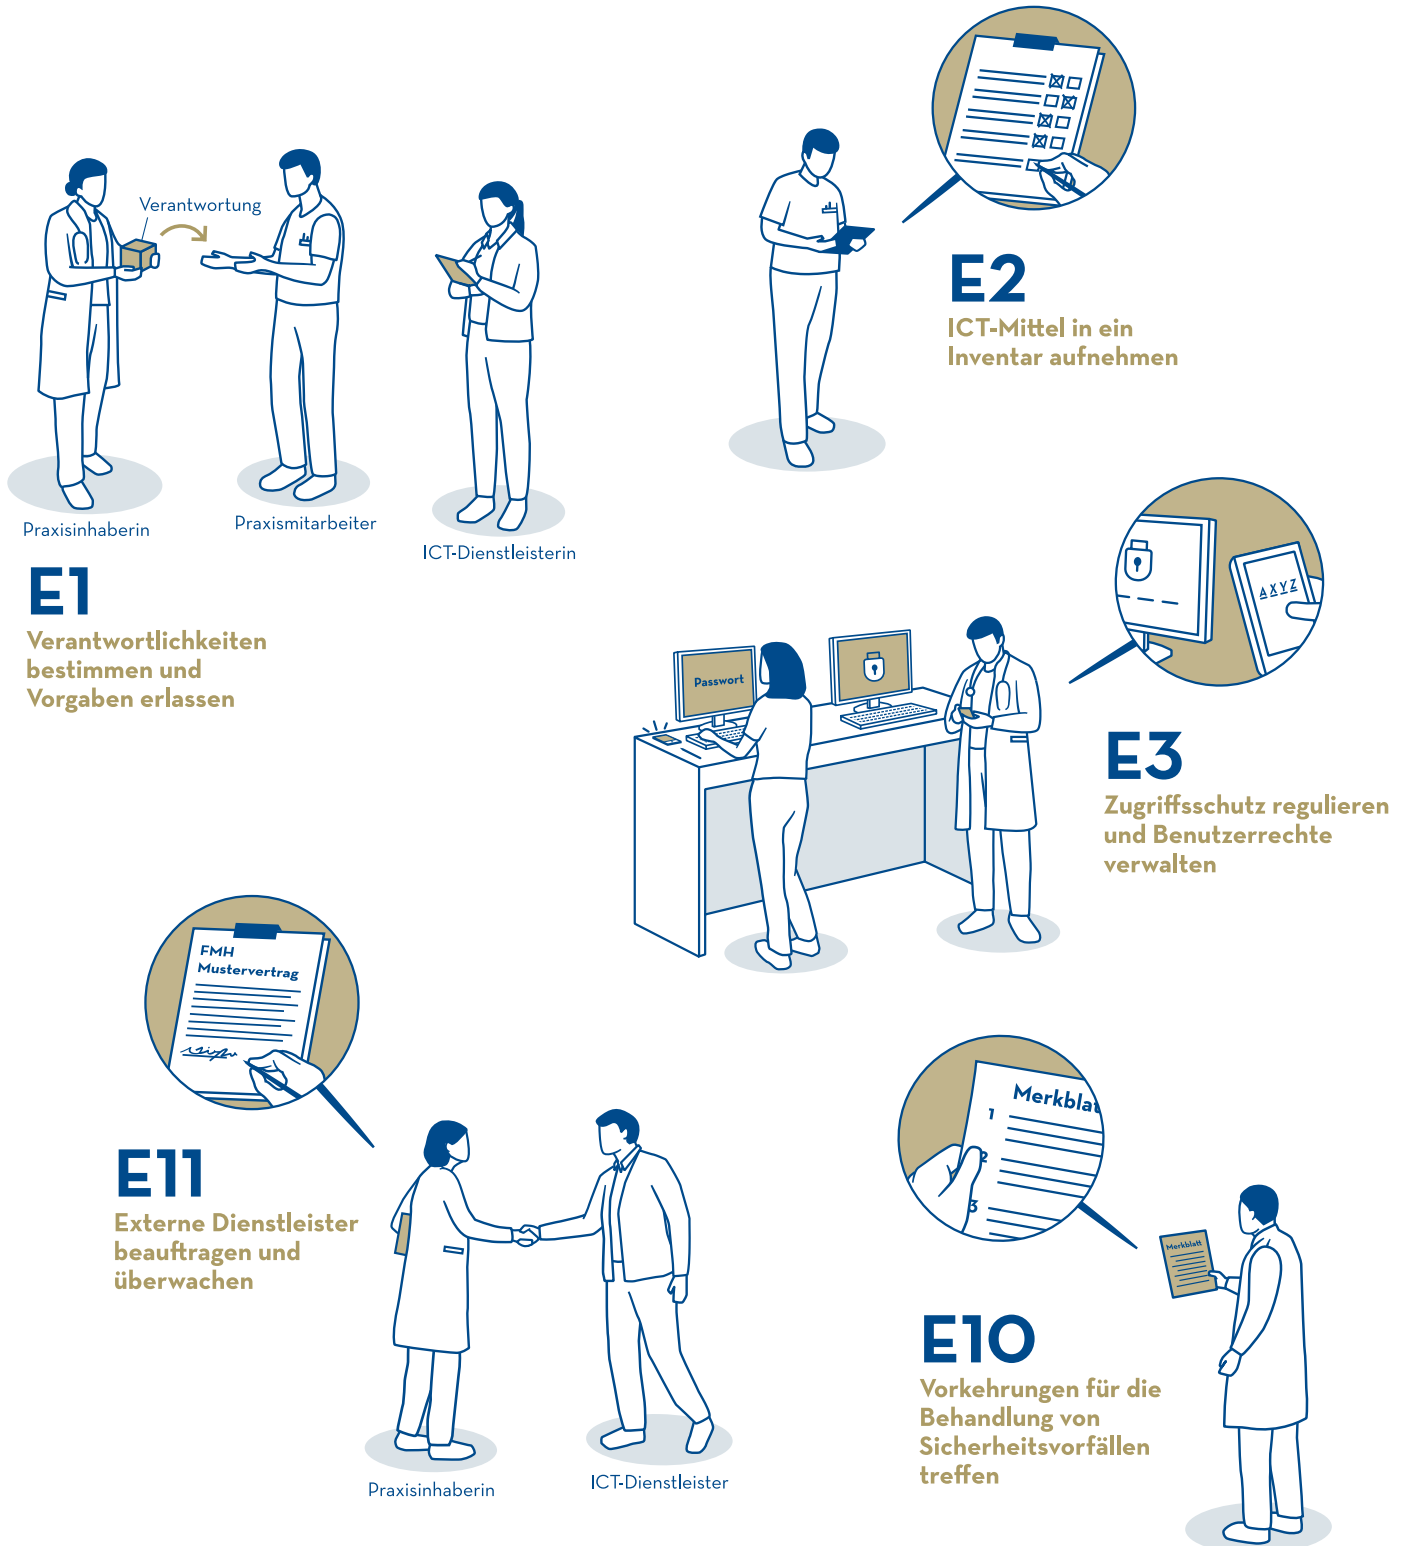 Verantwortung
Praxisinhaberin
Praxismitarbeiter
ICT-Dienstleisterin
E1
Verantwortlichkeiten
bestimmen und
Vorgaben erlassen
E2
ICT-Mittel in ein
Inventar aufnehmen
Passwort
AXYZ
E3
Zugriffsschutz regulieren
und Benutzerrechte
verwalten
FMH
Mustervertrag
E11
Externe Dienstleister
beauftragen und
überwachen
Praxisinhaberin
ICT-Dienstleister
Merkblat
1
2
3
Merkblatt
E10
Vorkehrungen für die
Behandlung von
Sicherheitsvorfällen
treffen